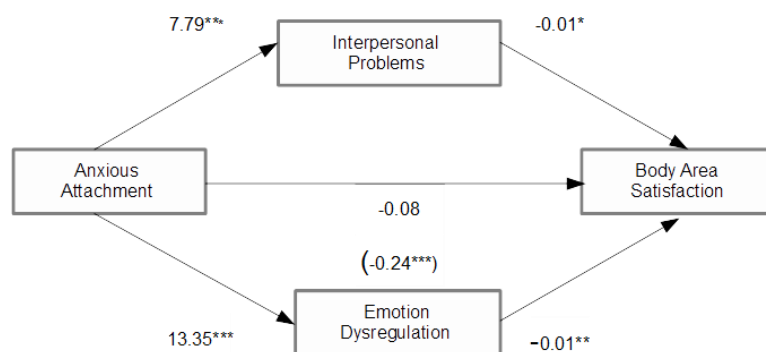 7.79***
-0.01*
Interpersonal
Problems
Anxious
Attachment
Body Area
Satisfaction
-0.08
(-0.24***)
Emotion
Dysregulation
13.35***
-0.01**